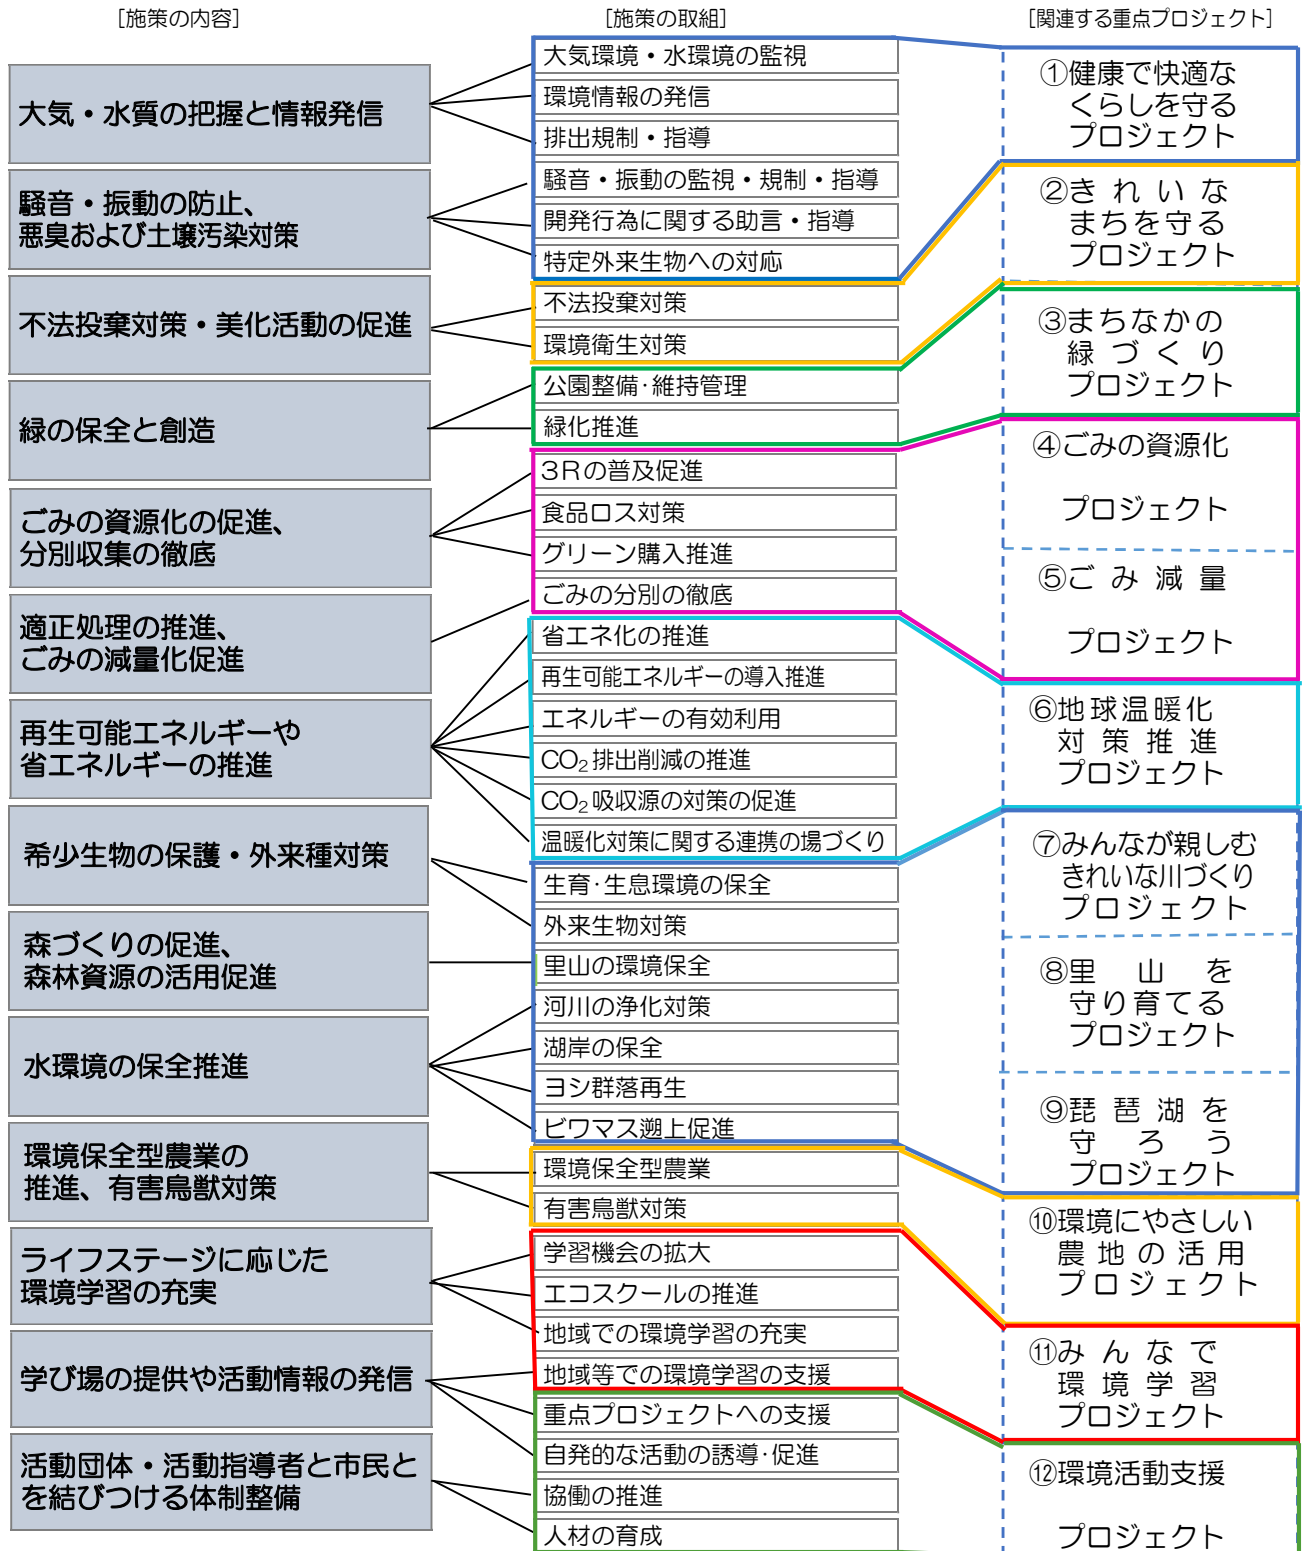 ［施策の内容］
大気・水質の把握と情報発信
騒音・振動の防止、
悪臭および土壌汚染対策
不法投棄対策・美化活動の促進
緑の保全と創造
ごみの資源化の促進、
分別収集の徹底
適正処理の推進、
ごみの減量化促進
再生可能エネルギーや
省エネルギーの推進
希少生物の保護・外来種対策
森づくりの促進、
森林資源の活用促進
水環境の保全推進
環境保全型農業の
推進、有害鳥獣対策
ライフステージに応じた
環境学習の充実
学び場の提供や活動情報の発信
活動団体・活動指導者と市民と
を結びつける体制整備
［施策の取組］
大気環境・水環境の監視
環境情報の発信
排出規制・指導
騒音・振動の監視・規制・指導
開発行為に関する助言・指導
特定外来生物への対応
不法投棄対策
環境衛生対策
公園整備・維持管理
緑化推進
３Ｒの普及促進
食品ロス対策
グリーン購入推進
ごみの分別の徹底
省エネ化の推進
再生可能エネルギーの導入推進
エネルギーの有効利用
CO₂排出削減の推進
CO₂吸収源の対策の促進
温暖化対策に関する連携の場づくり
生育・生息環境の保全
外来生物対策
里山の環境保全
河川の浄化対策
湖岸の保全
ヨシ群落再生
ビワマス遡上促進
環境保全型農業
有害鳥獣対策
学習機会の拡大
エコスクールの推進
地域での環境学習の充実
地域等での環境学習の支援
重点プロジェクトへの支援
自発的な活動の誘導・促進
協働の推進
人材の育成
［関連する重点プロジェクト］
①健康で快適な
くらしを守る
プロジェクト
②きれいな
まちを守る
プロジェクト
③まちなかの
緑づくり
プロジェクト
④ごみの資源化
プロジェクト
⑤ごみ減量
プロジェクト
⑥地球温暖化
対策推進
プロジェクト
⑦みんなが親しむ
きれいな川づくり
プロジェクト
⑧里山を
守り育てる
プロジェクト
⑨琵琶湖を
守ろう
プロジェクト
⑩環境にやさしい
農地の活用
プロジェクト
⑪みんなで
環境学習
プロジェクト
⑫環境活動支援
プロジェクト